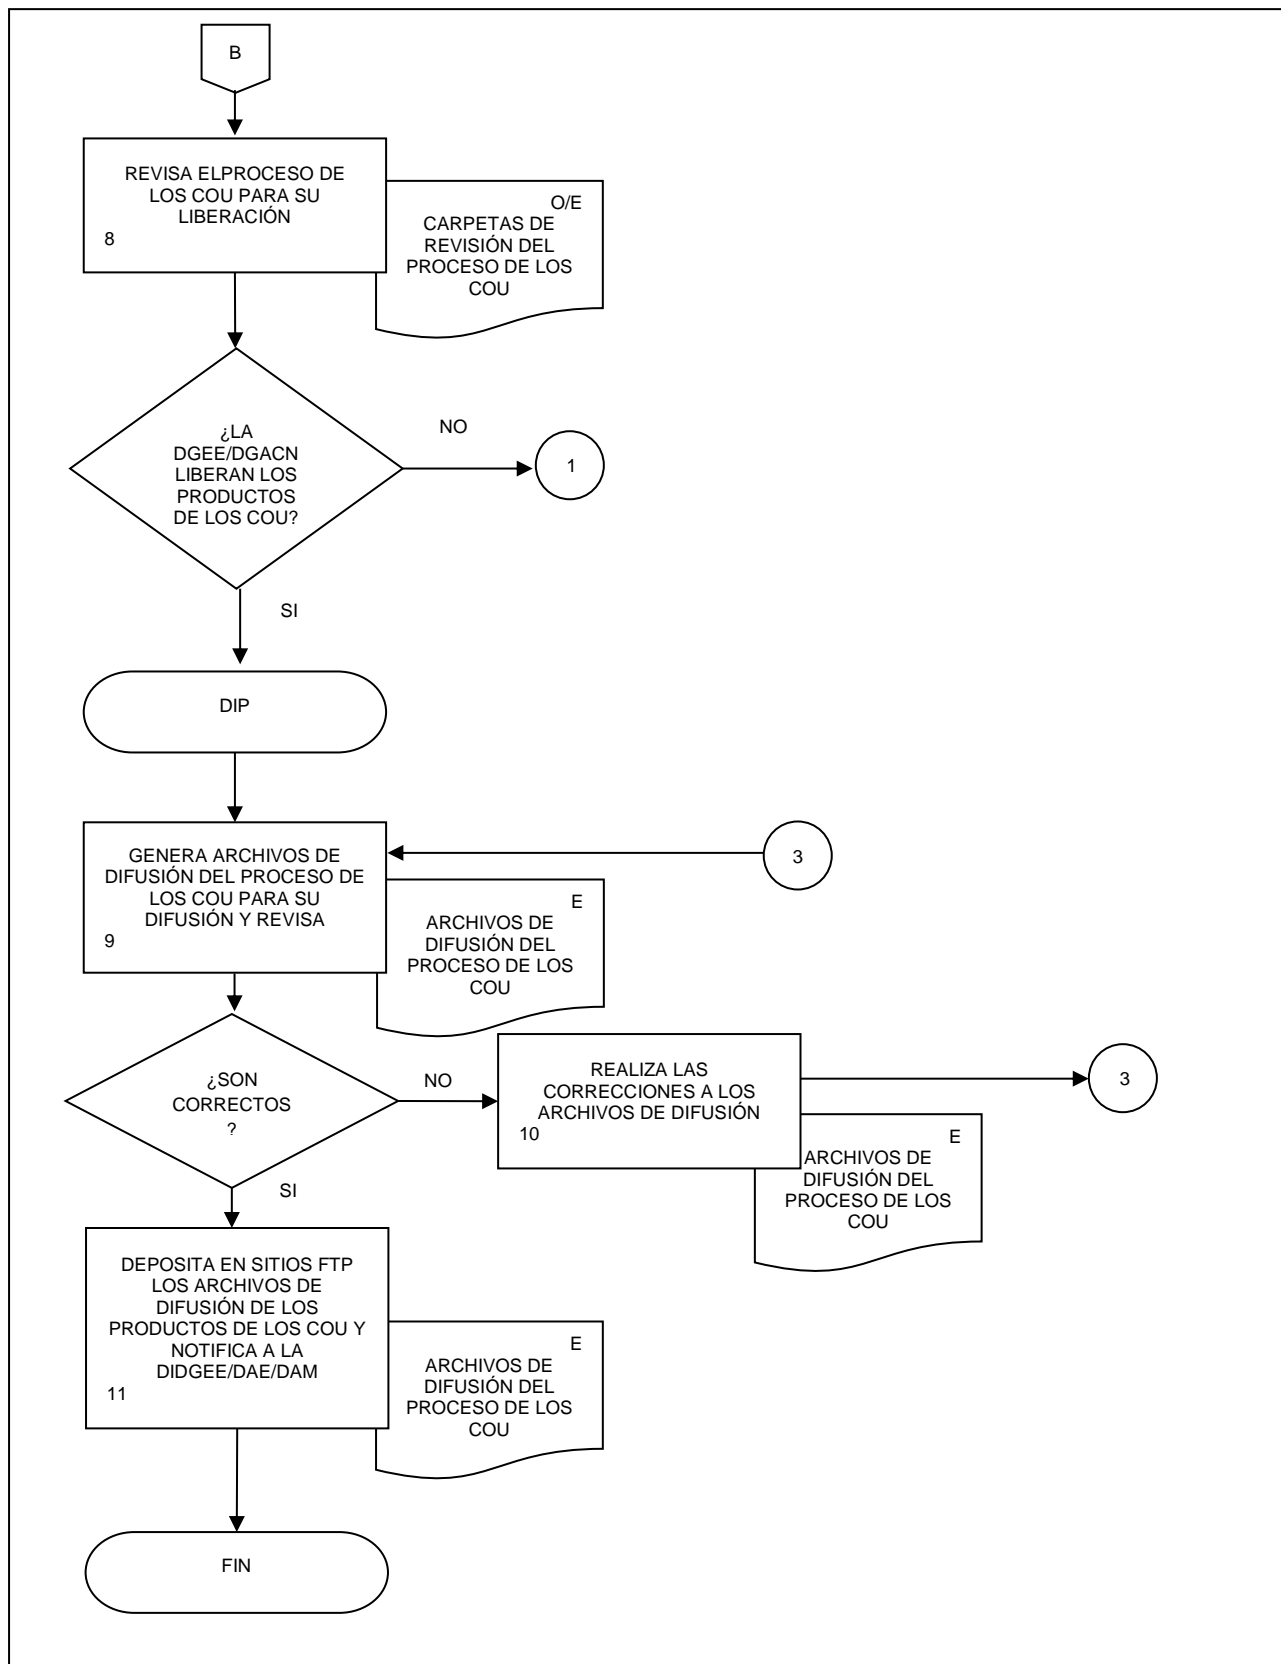 B
REVISA ELPROCESO DE
LOS COU PARA SU
LIBERACIÓN
8
O/E
CARPETAS DE
REVISIÓN DEL
PROCESO DE LOS
COU
¿LA
DGEE/DGACN
LIBERAN LOS
PRODUCTOS
DE LOS COU?
NO
1
SI
DIP
GENERA ARCHIVOS DE
DIFUSIÓN DEL PROCESO DE
LOS COU PARA SU
DIFUSIÓN Y REVISA
9
3
E
ARCHIVOS DE
DIFUSIÓN DEL
PROCESO DE LOS
COU
¿SON
CORRECTOS
?
NO
REALIZA LAS
CORRECCIONES A LOS
ARCHIVOS DE DIFUSIÓN
10
3
E
ARCHIVOS DE
DIFUSIÓN DEL
PROCESO DE LOS
COU
SI
DEPOSITA EN SITIOS FTP
LOS ARCHIVOS DE
DIFUSIÓN DE LOS
PRODUCTOS DE LOS COU Y
NOTIFICA A LA
DIDGEE/DAE/DAM
11
E
ARCHIVOS DE
DIFUSIÓN DEL
PROCESO DE LOS
COU
FIN